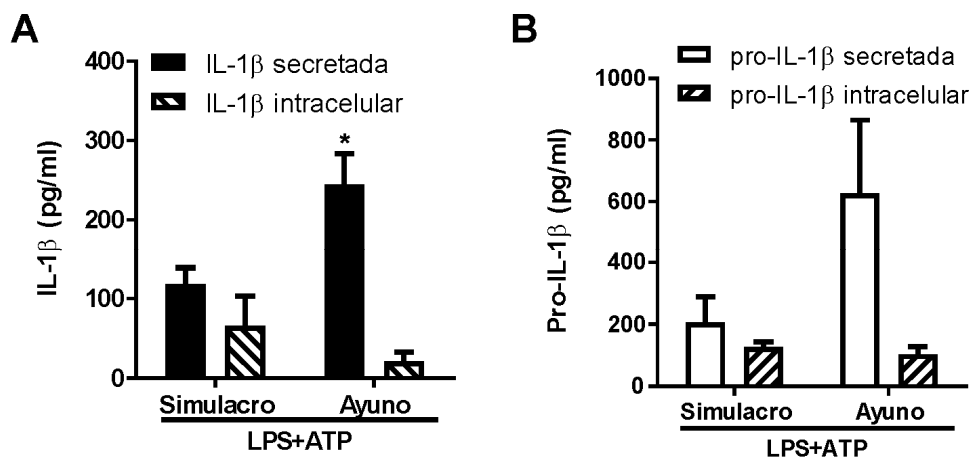 A
IL-1β secretada
IL-1β intracelular
400
300
200
100
0
IL-1β (pg/ml)
*
Simulacro
Ayuno
LPS+ATP
B
pro-IL-1β secretada
pro-IL-1β intracelular
1000
800
600
400
200
0
Pro-IL-1β (pg/ml)
Simulacro
Ayuno
LPS+ATP